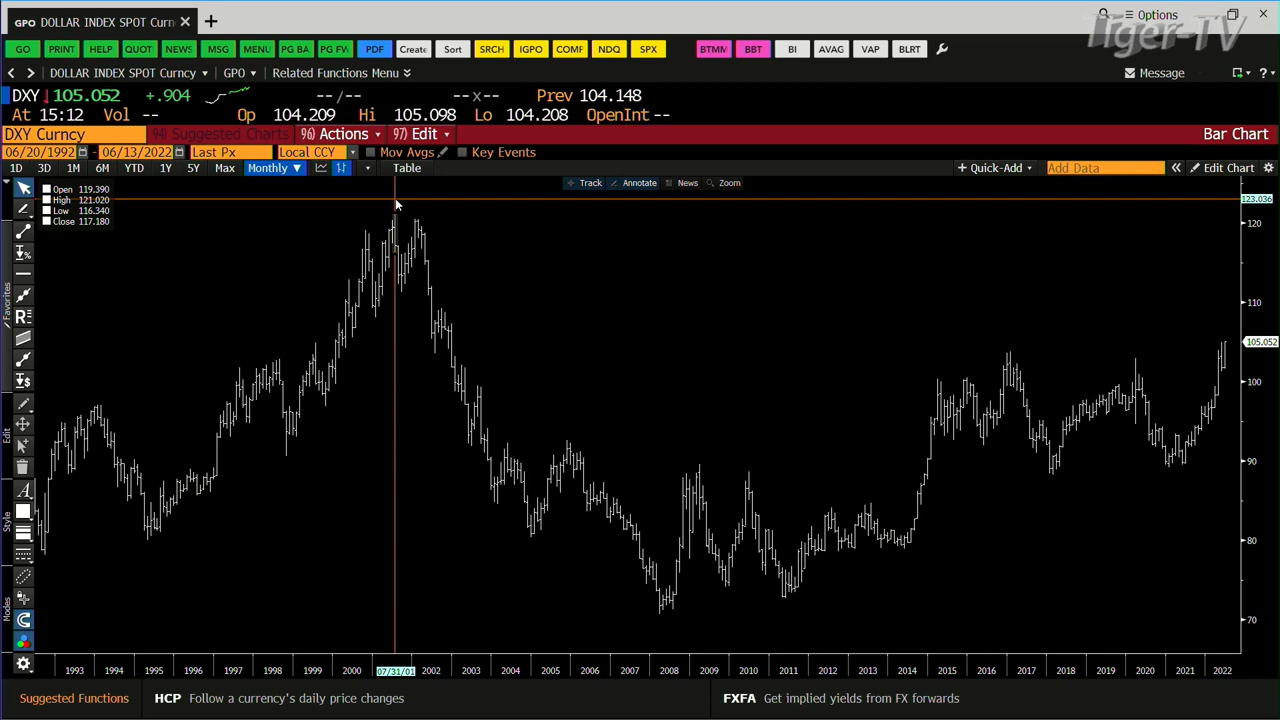 GPO DOLLAR INDEX SPOT Curn
Options
Tiger-TV
GO PRINT HELP QUOT NEWS MSG MENU PG BA PG FW PDF Create Sort SRCH IGPO COMF NDQ SPX BTMM BBT BI AVAG VAP BLRT
DOLLAR INDEX SPOT Curncy GPO Related Functions Menu Message
DXY 105.052 +.904 --/-- --x-- Prev 104.148
At 15:12 Vol -- Op 104.209 Hi 105.098 Lo 104.208 OpenInt --
DXY Curncy 94) Suggested Charts 96) Actions 97) Edit Bar Chart
06/20/1992 - 06/13/2022 Last Px Local CCY Mov Avgs Key Events
1D 3D 1M 6M YTD 1Y 5Y Max Monthly Table + Quick-Add Add Data Edit Chart
Track Annotate News Zoom
Open 119.390
High 121.020
Low 116.340
Close 117.180
123.036
120
110
105.052
100
90
80
70
Favorites
Edit
Style
Modes
1993 1994 1995 1996 1997 1998 1999 2000 07/31/01 2002 2003 2004 2005 2006 2007 2008 2009 2010 2011 2012 2013 2014 2015 2016 2017 2018 2019 2020 2021 2022
Suggested Functions HCP Follow a currency's daily price changes FXFA Get implied yields from FX forwards